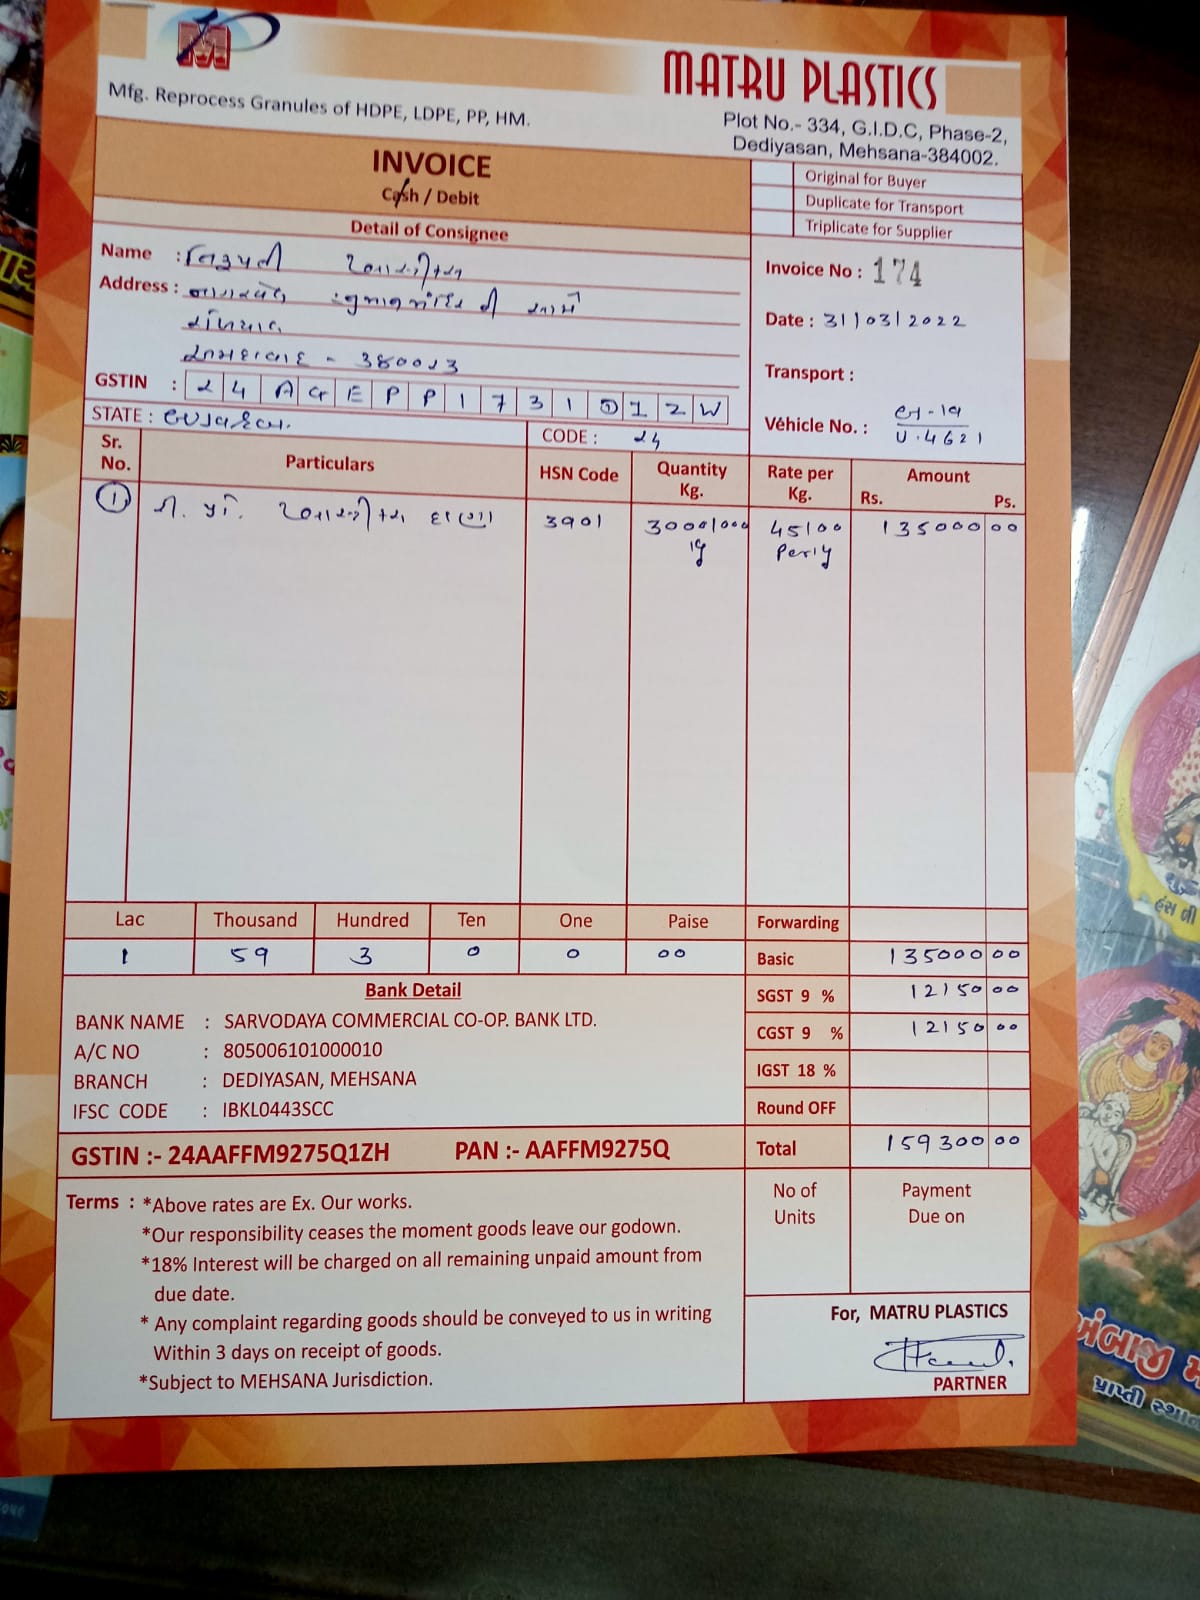 MATRU PLASTICS
Mfg. Reprocess Granules of HDPE, LDPE, PP, HM.
Plot No.- 334, G.I.D.C, Phase-2,
Dediyasan, Mehsana-384002.
INVOICE
Cash / Debit
Original for Buyer
Duplicate for Transport
Triplicate for Supplier
Detail of Consignee
Name :
Address : હનુમાન મંદિર ની સામે
રખિયાલ
અમદાવાદ - 380023
GSTIN : 24AGEPP1731D1ZW
STATE : ગુજરાત. CODE : 24
Invoice No : 174
Date : 31/03/2022
Transport :
Vehicle No. :
U.4621
Sr. No. Particulars HSN Code Quantity Kg. Rate per Kg. Amount Rs. Ps.
1 પી.વી. પ્લાસ્ટીકના દાણા 3901 3000/000 kg 45/00 Per kg 135000 00
Lac Thousand Hundred Ten One Paise Forwarding
1 59 3 0 0 00 Basic 135000 00
Bank Detail
SGST 9 % 12150 00
BANK NAME : SARVODAYA COMMERCIAL CO-OP. BANK LTD.
CGST 9 % 12150 00
A/C NO : 805006101000010
BRANCH : DEDIYASAN, MEHSANA
IGST 18 %
IFSC CODE : IBKL0443SCC
Round OFF
GSTIN :- 24AAFFM9275Q1ZH PAN :- AAFFM9275Q
Total 159300 00
Terms : *Above rates are Ex. Our works.
*Our responsibility ceases the moment goods leave our godown.
*18% Interest will be charged on all remaining unpaid amount from
due date.
* Any complaint regarding goods should be conveyed to us in writing
Within 3 days on receipt of goods.
*Subject to MEHSANA Jurisdiction.
No of Units
Payment Due on
For, MATRU PLASTICS
PARTNER
હંસ ની
અંબાજી
પ્રાપ્તી સ્થાન